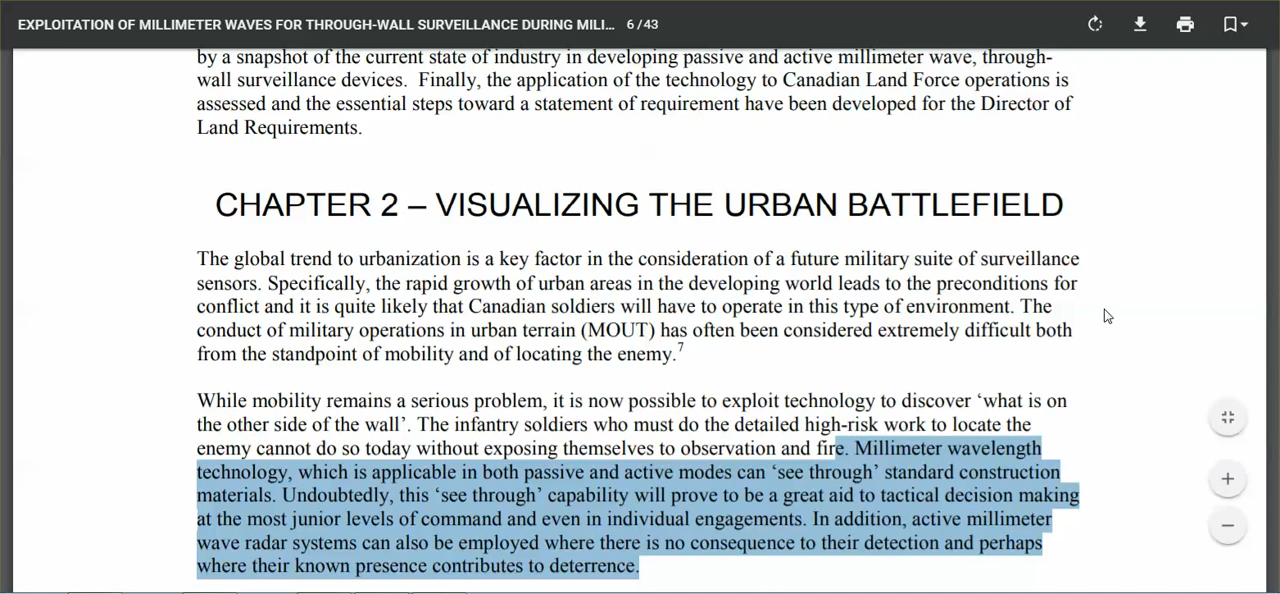 EXPLOITATION OF MILLIMETER WAVES FOR THROUGH-WALL SURVEILLANCE DURING MILI... 6 / 43
by a snapshot of the current state of industry in developing passive and active millimeter wave, through-
wall surveillance devices. Finally, the application of the technology to Canadian Land Force operations is
assessed and the essential steps toward a statement of requirement have been developed for the Director of
Land Requirements.
CHAPTER 2 – VISUALIZING THE URBAN BATTLEFIELD
The global trend to urbanization is a key factor in the consideration of a future military suite of surveillance
sensors. Specifically, the rapid growth of urban areas in the developing world leads to the preconditions for
conflict and it is quite likely that Canadian soldiers will have to operate in this type of environment. The
conduct of military operations in urban terrain (MOUT) has often been considered extremely difficult both
from the standpoint of mobility and of locating the enemy.7
While mobility remains a serious problem, it is now possible to exploit technology to discover ‘what is on
the other side of the wall’. The infantry soldiers who must do the detailed high-risk work to locate the
enemy cannot do so today without exposing themselves to observation and fire. Millimeter wavelength
technology, which is applicable in both passive and active modes can ‘see through’ standard construction
materials. Undoubtedly, this ‘see through’ capability will prove to be a great aid to tactical decision making
at the most junior levels of command and even in individual engagements. In addition, active millimeter
wave radar systems can also be employed where there is no consequence to their detection and perhaps
where their known presence contributes to deterrence.